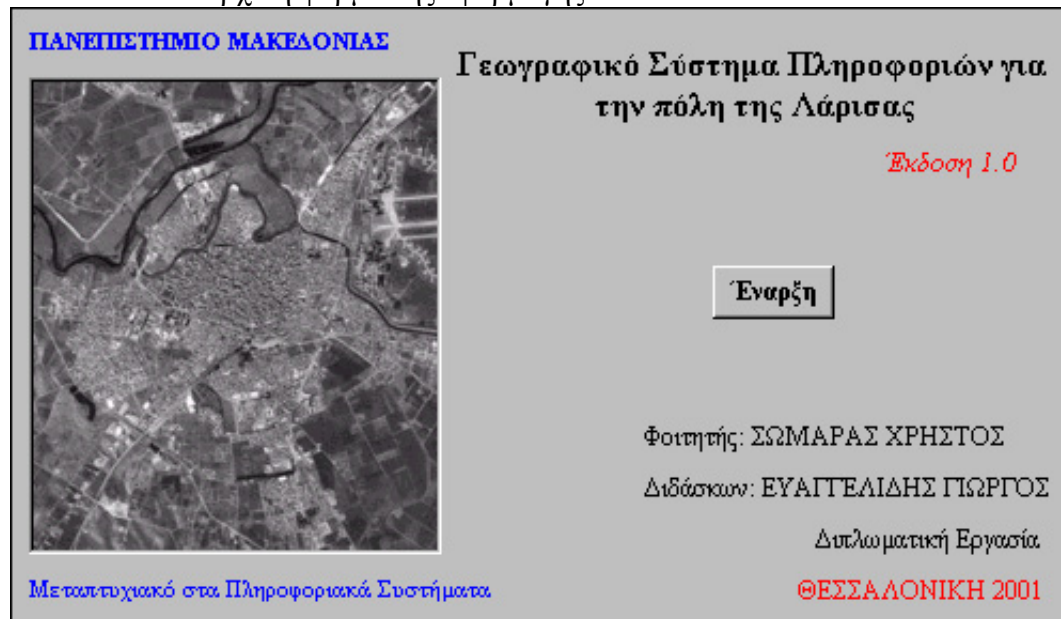 ΠΑΝΕΠΙΣΤΗΜΙΟ ΜΑΚΕΔΟΝΙΑΣ
Γεωγραφικό Σύστημα Πληροφοριών για
την πόλη της Λάρισας
Έκδοση 1.0
Έναρξη
Φοιτητής: ΣΩΜΑΡΑΣ ΧΡΗΣΤΟΣ
Διδάσκων: ΕΥΑΓΓΕΛΙΔΗΣ ΓΙΩΡΓΟΣ
Διπλωματική Εργασία
Μεταπτυχιακό στα Πληροφοριακά Συστήματα
ΘΕΣΣΑΛΟΝΙΚΗ 2001